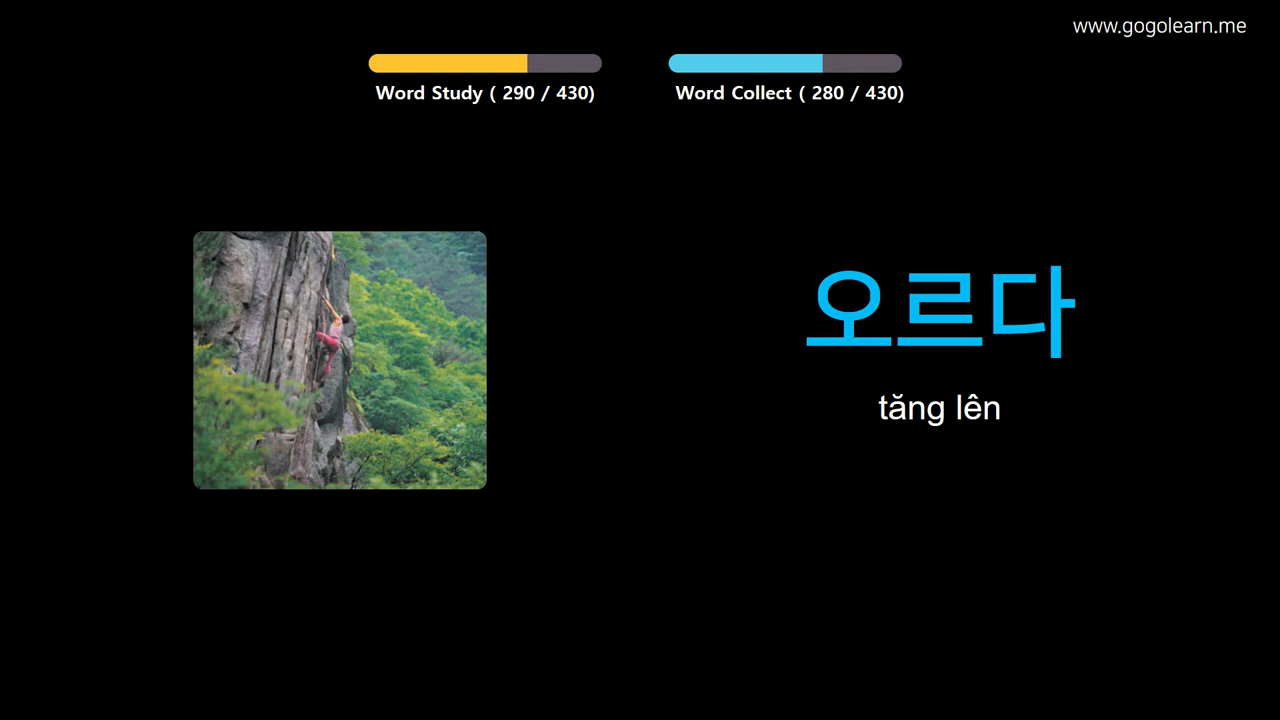 www.gogolearn.me
Word Study ( 290 / 430)
Word Collect ( 280 / 430)
오르다
tăng lên